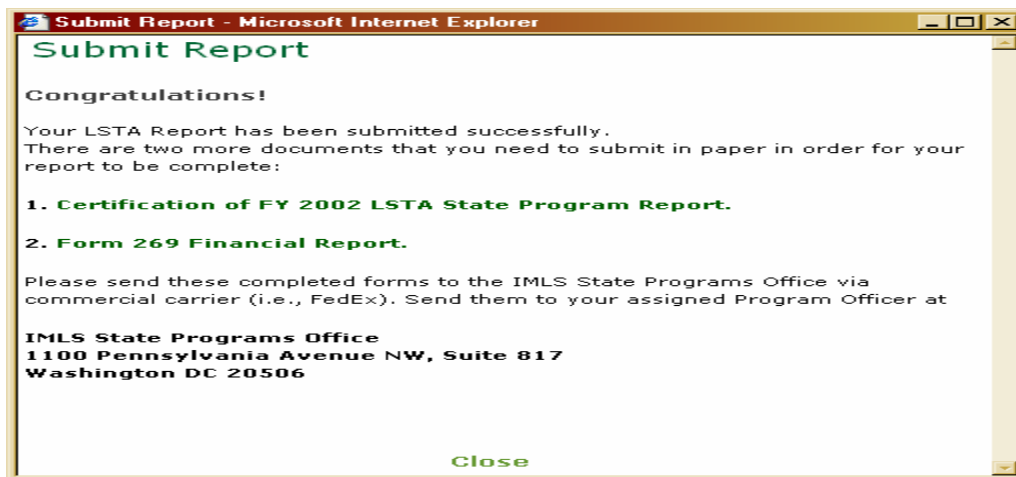 Submit Report - Microsoft Internet Explorer
Submit Report
Congratulations!
Your LSTA Report has been submitted successfully.
There are two more documents that you need to submit in paper in order for your
report to be complete:
1. Certification of FY 2002 LSTA State Program Report.
2. Form 269 Financial Report.
Please send these completed forms to the IMLS State Programs Office via
commercial carrier (i.e., FedEx). Send them to your assigned Program Officer at
IMLS State Programs Office
1100 Pennsylvania Avenue NW, Suite 817
Washington DC 20506
Close